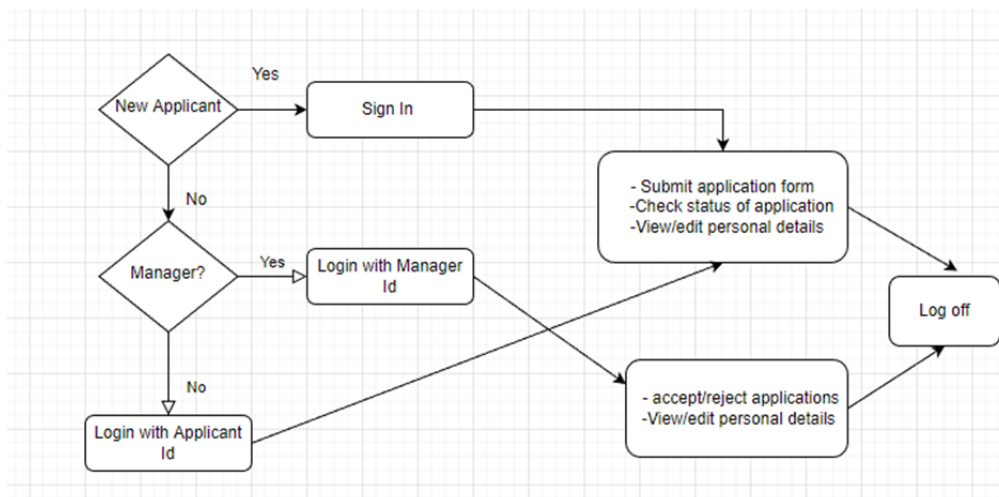 Yes
New Applicant
Sign In
- Submit application form
-Check status of application
-View/edit personal details
No
Manager?
Yes
Login with Manager
Id
Log off
No
- accept/reject applications
-View/edit personal details
Login with Applicant
Id